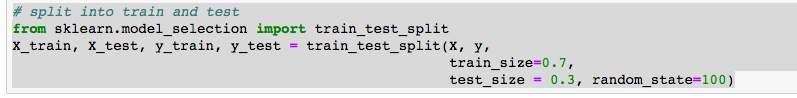 # split into train and test
from sklearn.model_selection import train_test_split
X_train, X_test, y_train, y_test = train_test_split(X, y,
train_size=0.7,
test_size = 0.3, random_state=100)